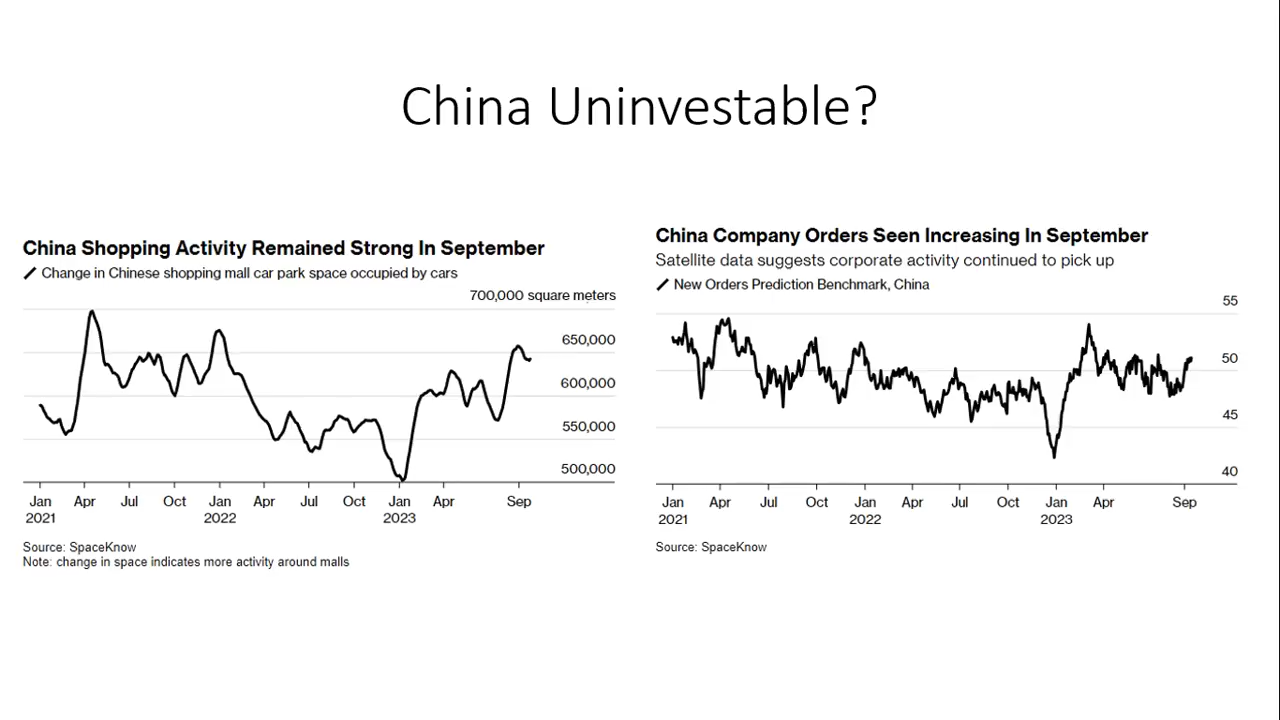 China Uninvestable?
China Shopping Activity Remained Strong In September
Change in Chinese shopping mall car park space occupied by cars
700,000 square meters
650,000
600,000
550,000
500,000
Jan Apr Jul Oct Jan Apr Jul Oct Jan Apr Sep
2021 2022 2023
Source: SpaceKnow
Note: change in space indicates more activity around malls
China Company Orders Seen Increasing In September
Satellite data suggests corporate activity continued to pick up
New Orders Prediction Benchmark, China
55
50
45
40
Jan Apr Jul Oct Jan Apr Jul Oct Jan Apr Sep
2021 2022 2023
Source: SpaceKnow